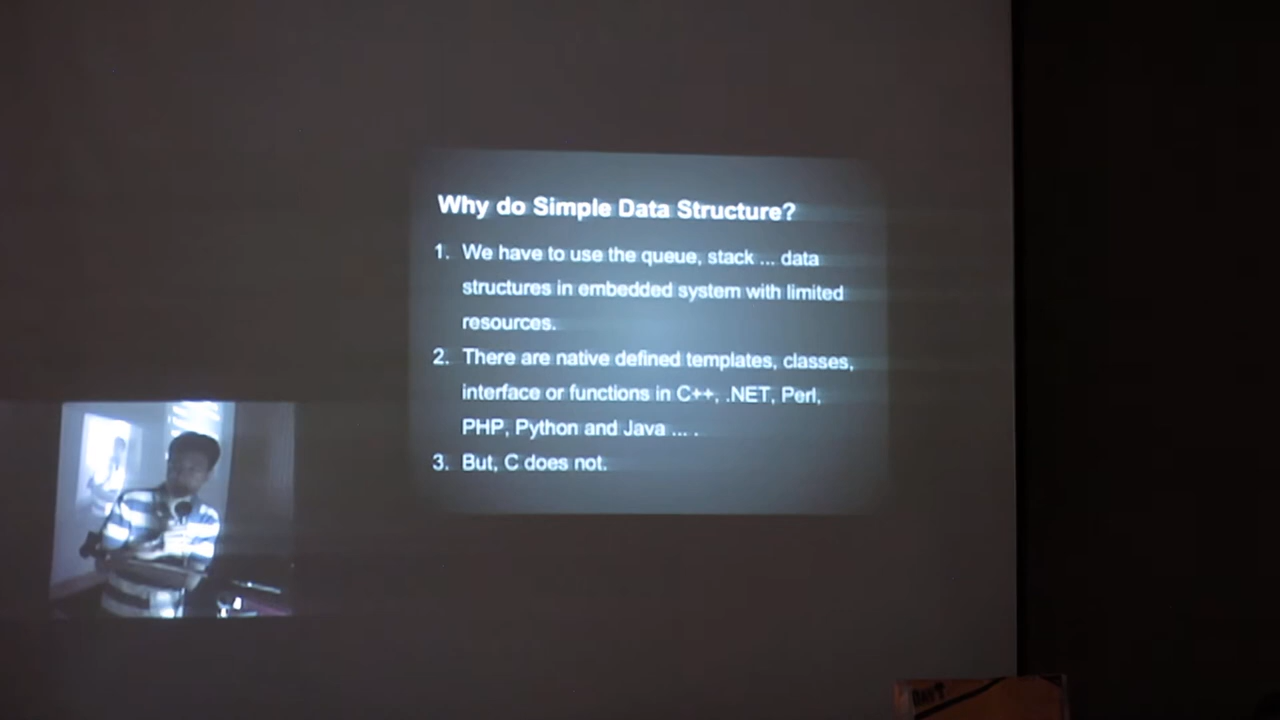 Why do Simple Data Structure?
1. We have to use the queue, stack ... data
structures in embedded system with limited
resources.
2. There are native defined templates, classes,
interface or functions in C++, .NET, Perl,
PHP, Python and Java ... .
3. But, C does not.